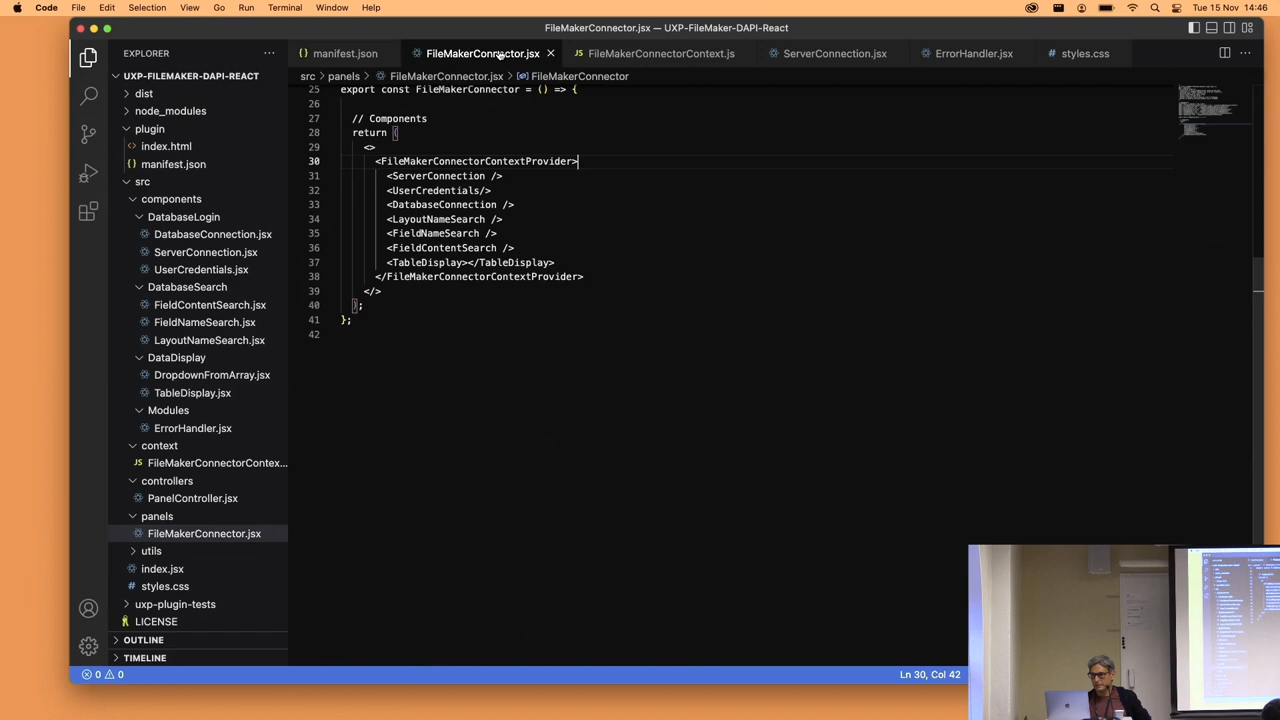 Code File Edit Selection View Go Run Terminal Window Help Tue 15 Nov 14:46
FileMakerConnector.jsx — UXP-FileMaker-DAPI-React
EXPLORER
manifest.json FileMakerConnector.jsx FileMakerConnectorContext.js ServerConnection.jsx ErrorHandler.jsx styles.css
UXP-FILEMAKER-DAPI-REACT
dist
node_modules
plugin
index.html
manifest.json
src
components
DatabaseLogin
DatabaseConnection.jsx
ServerConnection.jsx
UserCredentials.jsx
DatabaseSearch
FieldContentSearch.jsx
FieldNameSearch.jsx
LayoutNameSearch.jsx
DataDisplay
DropdownFromArray.jsx
TableDisplay.jsx
Modules
ErrorHandler.jsx
context
JS FileMakerConnectorContex...
controllers
PanelController.jsx
panels
FileMakerConnector.jsx
utils
index.jsx
styles.css
uxp-plugin-tests
LICENSE
OUTLINE
TIMELINE
src > panels > FileMakerConnector.jsx > FileMakerConnector
25 export const FileMakerConnector = () => {
26
27 // Components
28 return (
29 <>
30 <FileMakerConnectorContextProvider>
31 <ServerConnection />
32 <UserCredentials/>
33 <DatabaseConnection />
34 <LayoutNameSearch />
35 <FieldNameSearch />
36 <FieldContentSearch />
37 <TableDisplay></TableDisplay>
38 </FileMakerConnectorContextProvider>
39 </>
40 );
41 };
42
0 0 Ln 30, Col 42